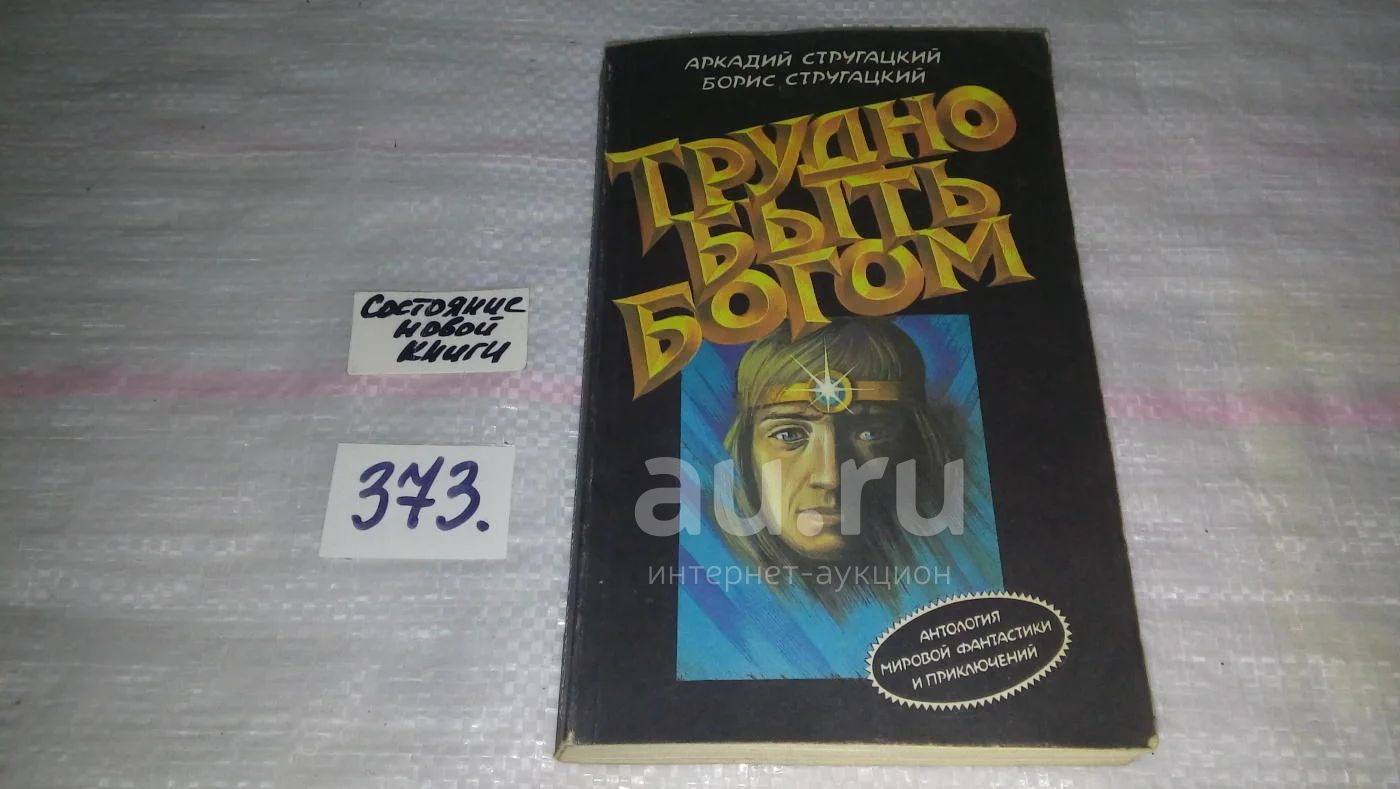 АРКАДИЙ СТРУГАЦКИЙ
БОРИС СТРУГАЦКИЙ
ТРУДНО
БЫТЬ
БОГОМ
Состояние
новой
книги
373.
au.ru
интернет-аукцион
АНТОЛОГИЯ
МИРОВОЙ ФАНТАСТИКИ
И ПРИКЛЮЧЕНИЙ